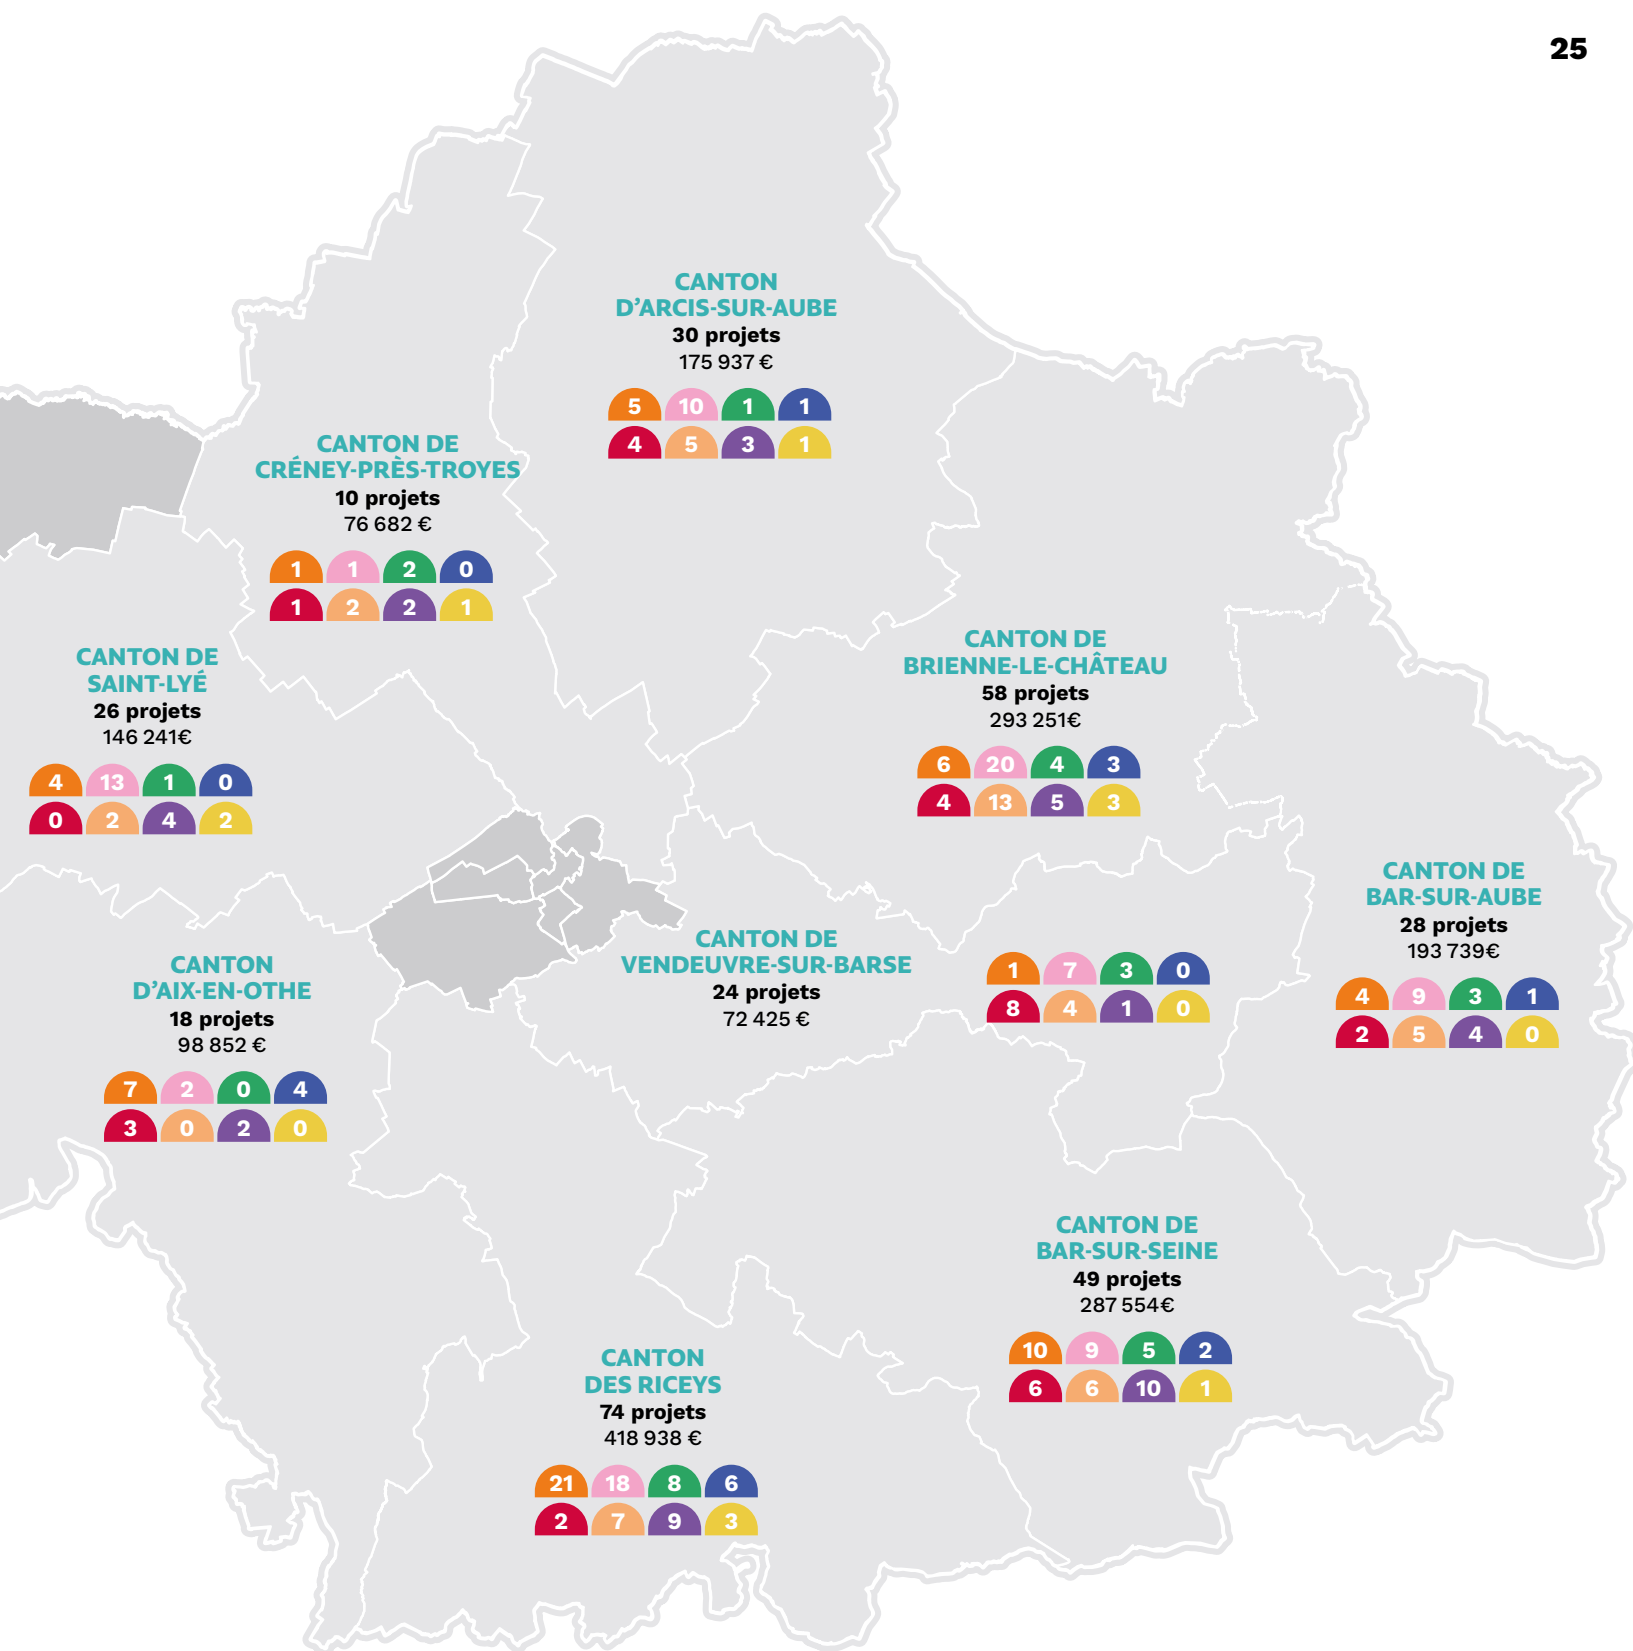 25
CANTON
D’ARCIS-SUR-AUBE
30 projets
175 937 €
5 10 1 1
4 5 3 1
CANTON DE
CRÉNEY-PRÈS-TROYES
10 projets
76 682 €
1 1 2 0
1 2 2 1
CANTON DE
SAINT-LYÉ
26 projets
146 241€
4 13 1 0
0 2 4 2
CANTON DE
BRIENNE-LE-CHÂTEAU
58 projets
293 251€
6 20 4 3
4 13 5 3
CANTON DE
BAR-SUR-AUBE
28 projets
193 739€
4 9 3 1
2 5 4 0
CANTON DE
VENDEUVRE-SUR-BARSE
24 projets
72 425 €
1 7 3 0
8 4 1 0
CANTON
D’AIX-EN-OTHE
18 projets
98 852 €
7 2 0 4
3 0 2 0
CANTON DE
BAR-SUR-SEINE
49 projets
287 554€
10 9 5 2
6 6 10 1
CANTON
DES RICEYS
74 projets
418 938 €
21 18 8 6
2 7 9 3